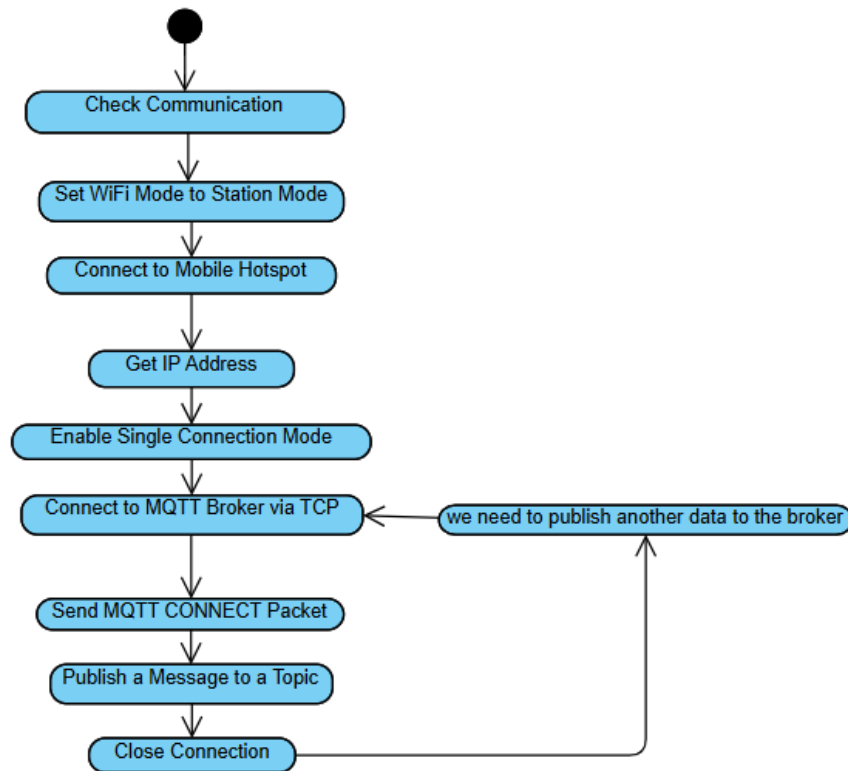 Check Communication
Set WiFi Mode to Station Mode
Connect to Mobile Hotspot
Get IP Address
Enable Single Connection Mode
Connect to MQTT Broker via TCP
we need to publish another data to the broker
Send MQTT CONNECT Packet
Publish a Message to a Topic
Close Connection